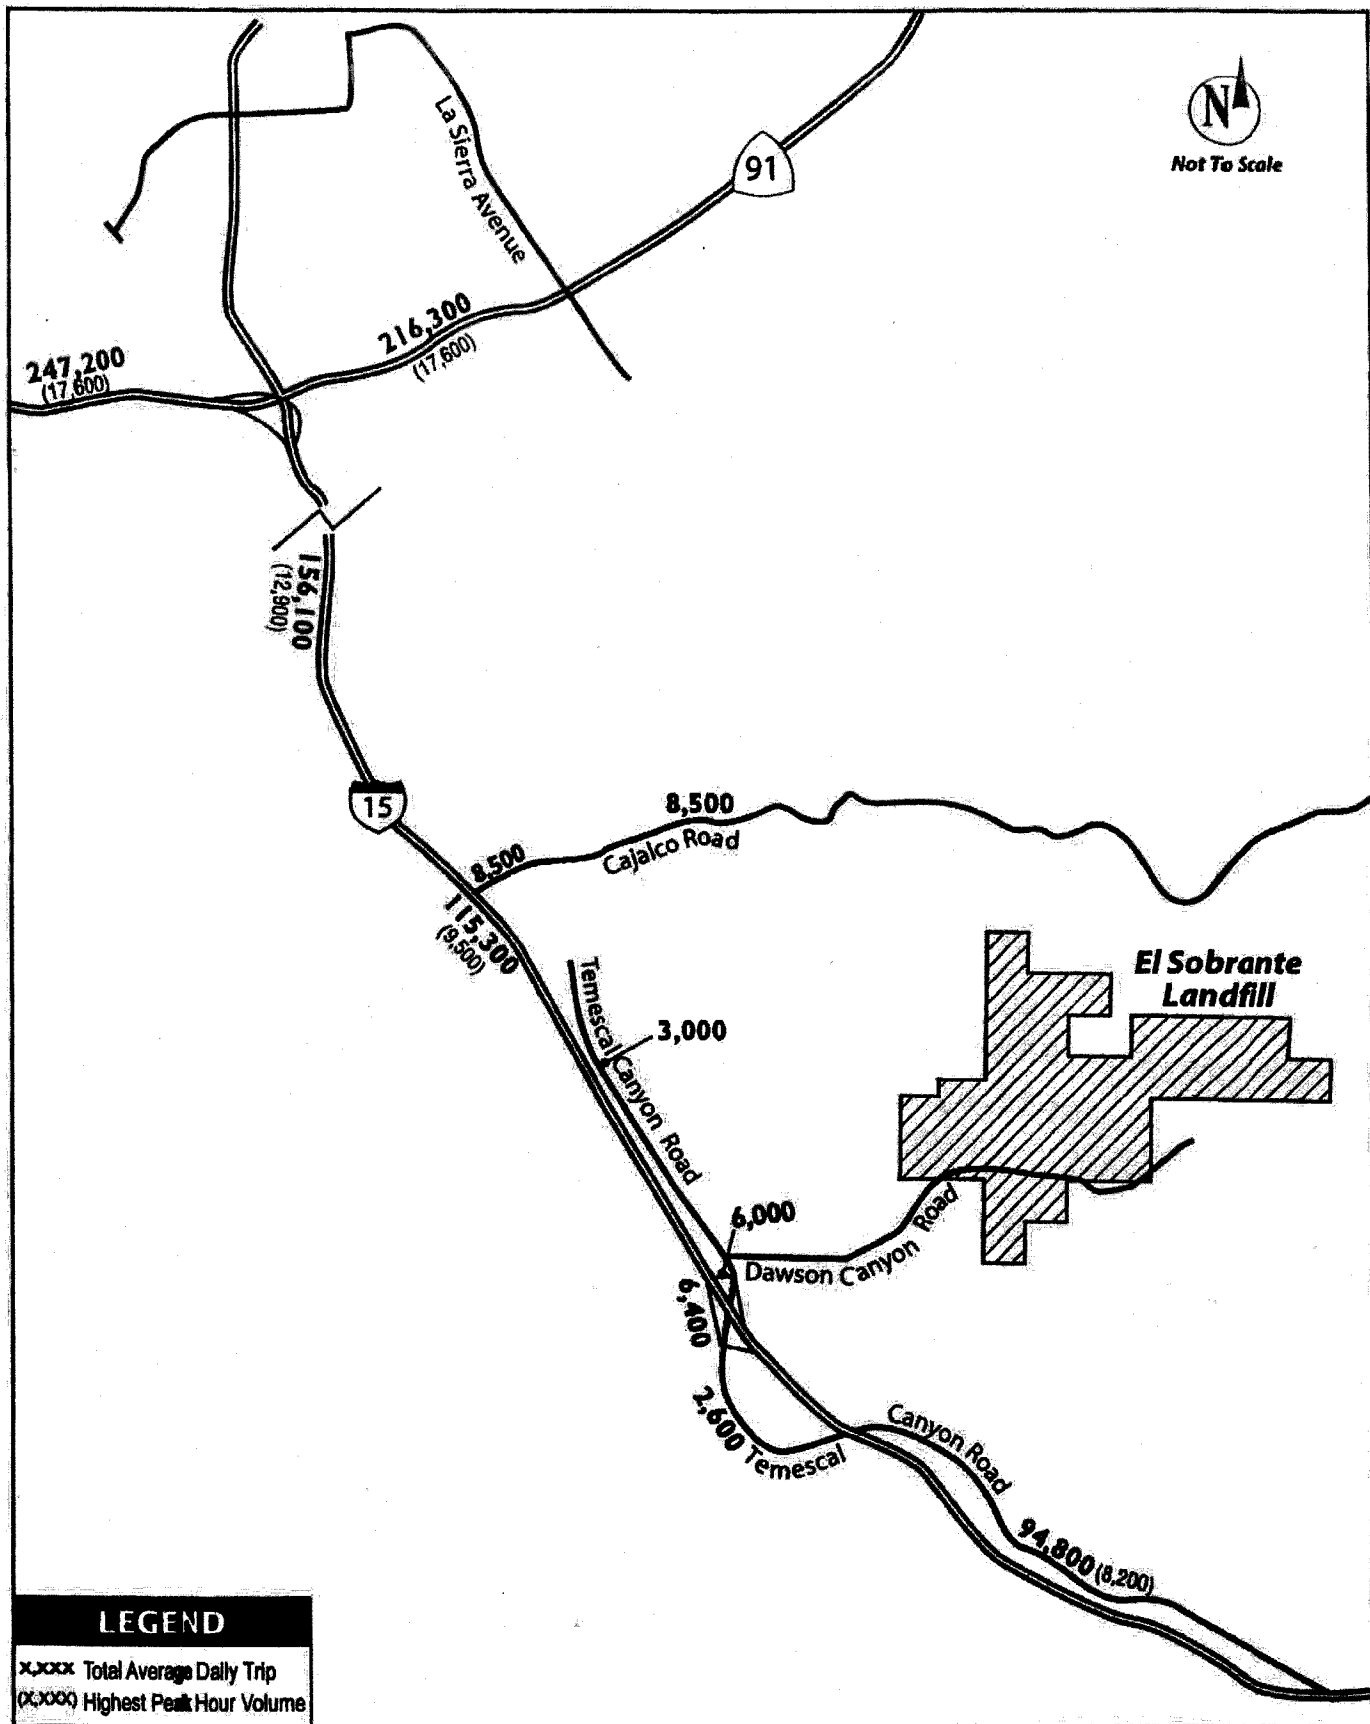 N
Not To Scale
La Sierra Avenue
91
216,300
(17,600)
247,200
(17,600)
156,100
(12,900)
15
8,500
8,500
Cajalco Road
115,300
(9,500)
Temescal Canyon Road
3,000
El Sobrante
Landfill
6,000
Dawson Canyon Road
6,400
2,600
Temescal Canyon Road
94,800 (8,200)
LEGEND
x,xxx Total Average Daily Trip
(X,XXX) Highest Peak Hour Volume